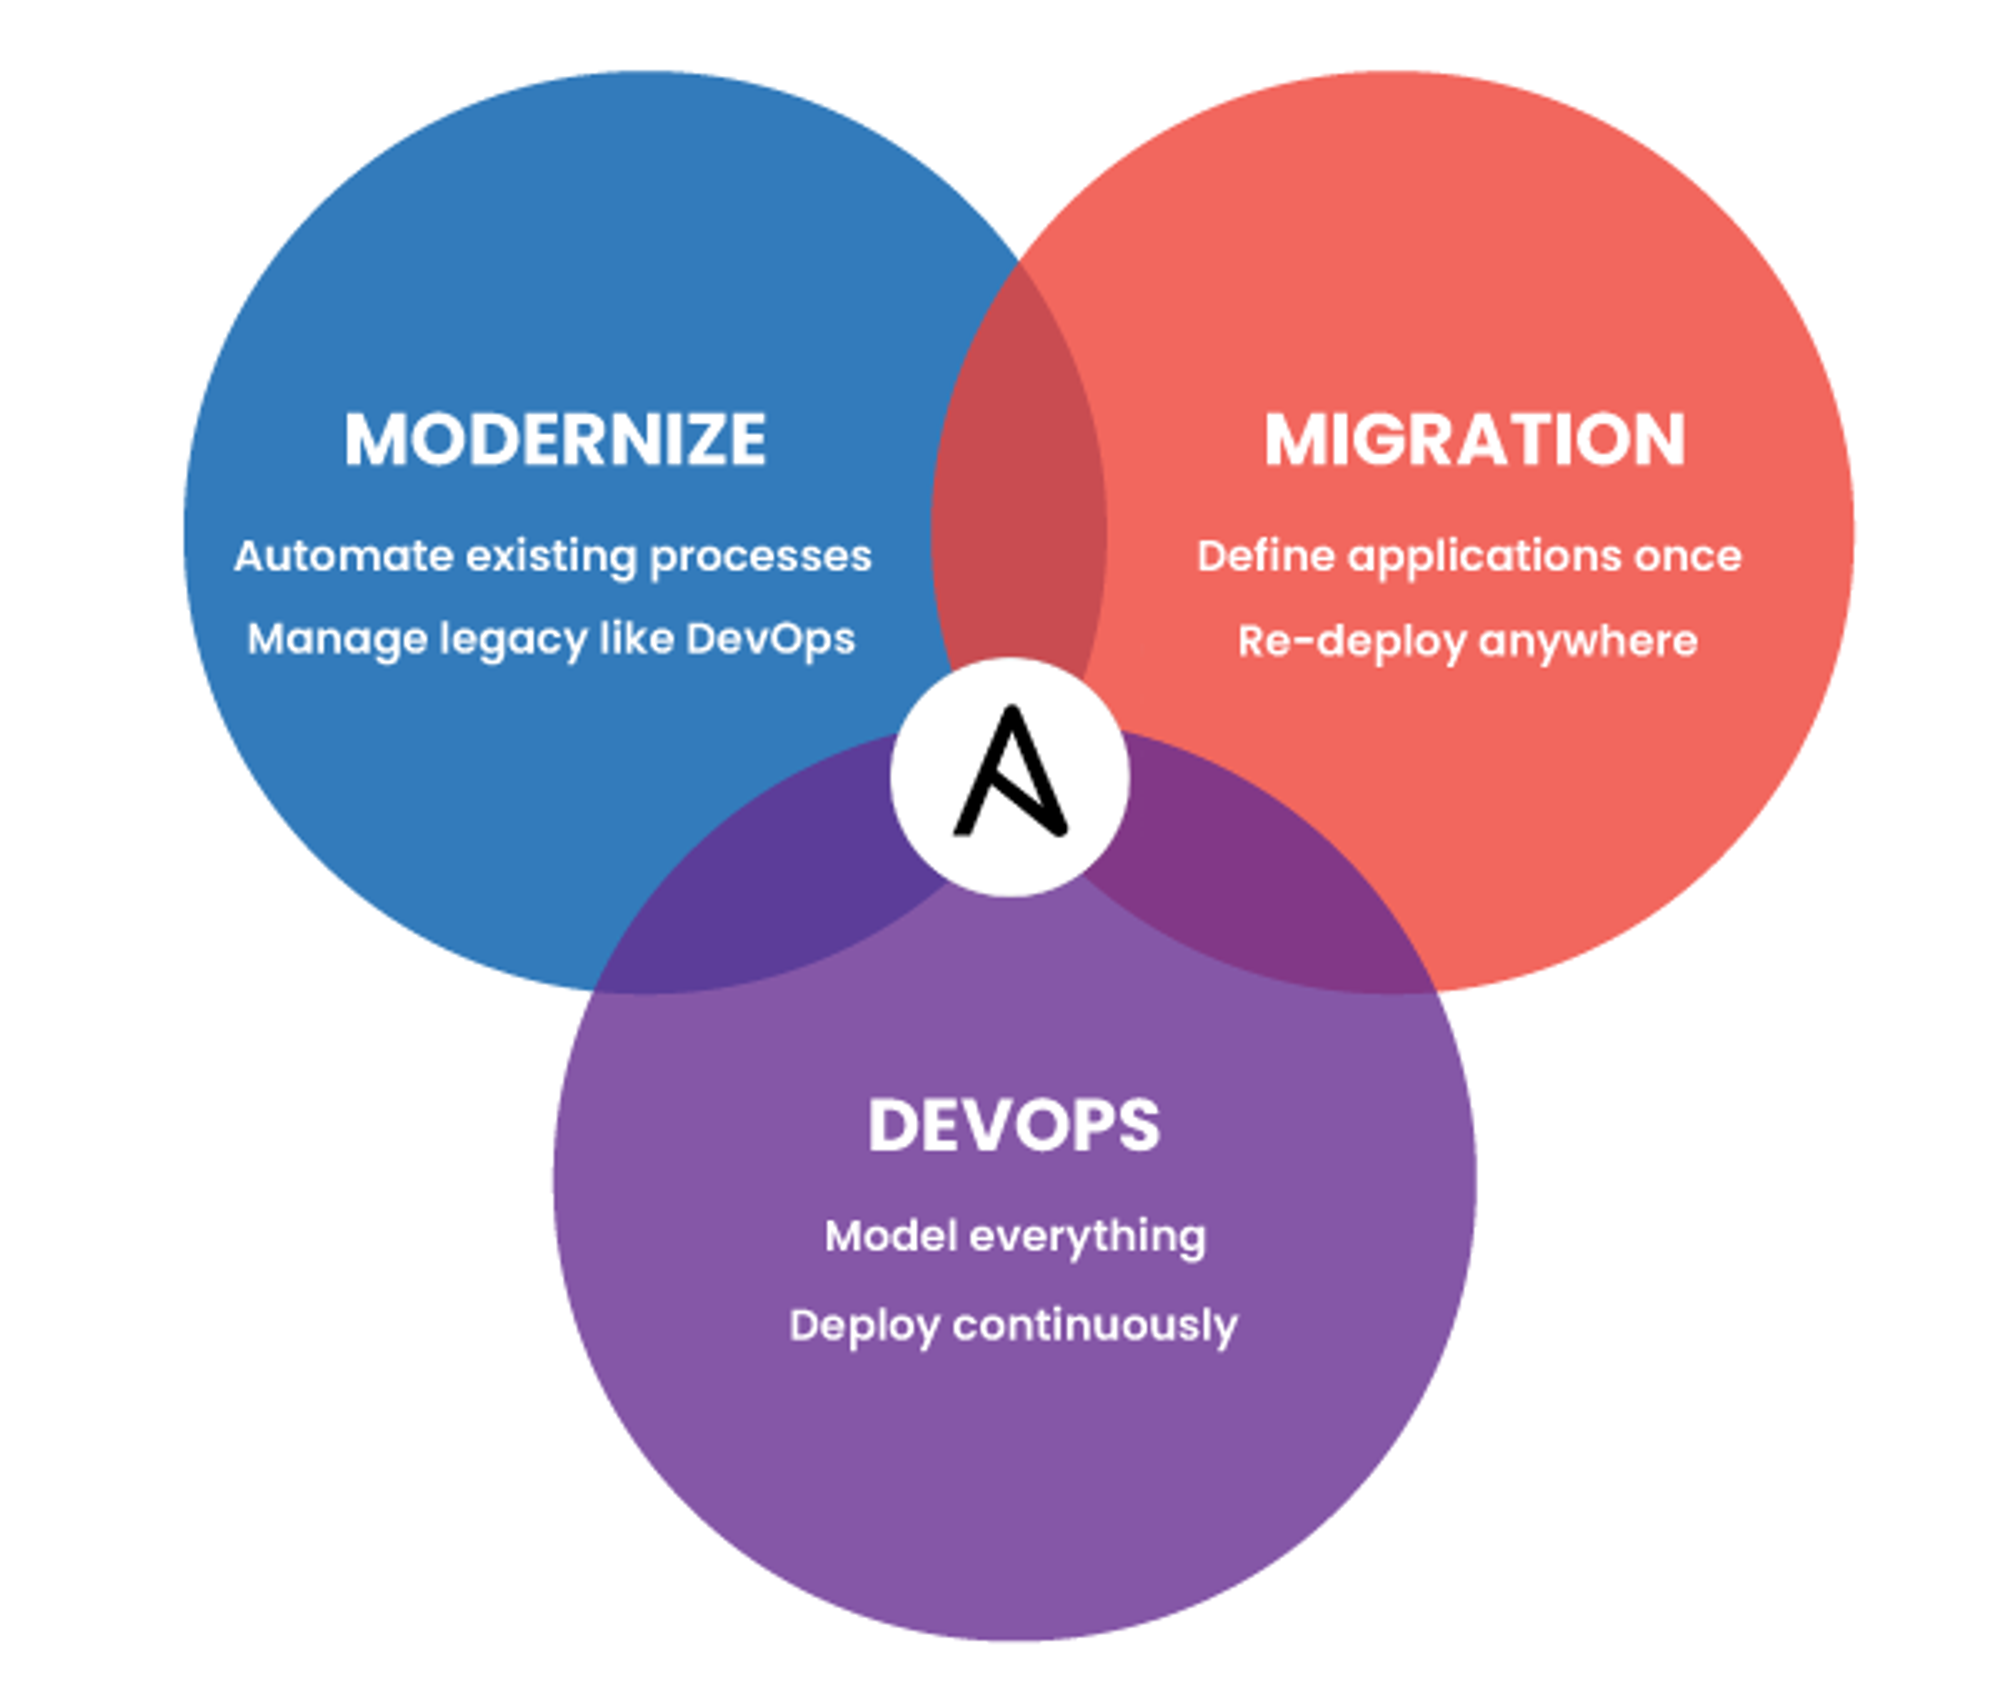 MODERNIZE
Automate existing processes
Manage legacy like DevOps
MIGRATION
Define applications once
Re-deploy anywhere
DEVOPS
Model everything
Deploy continuously